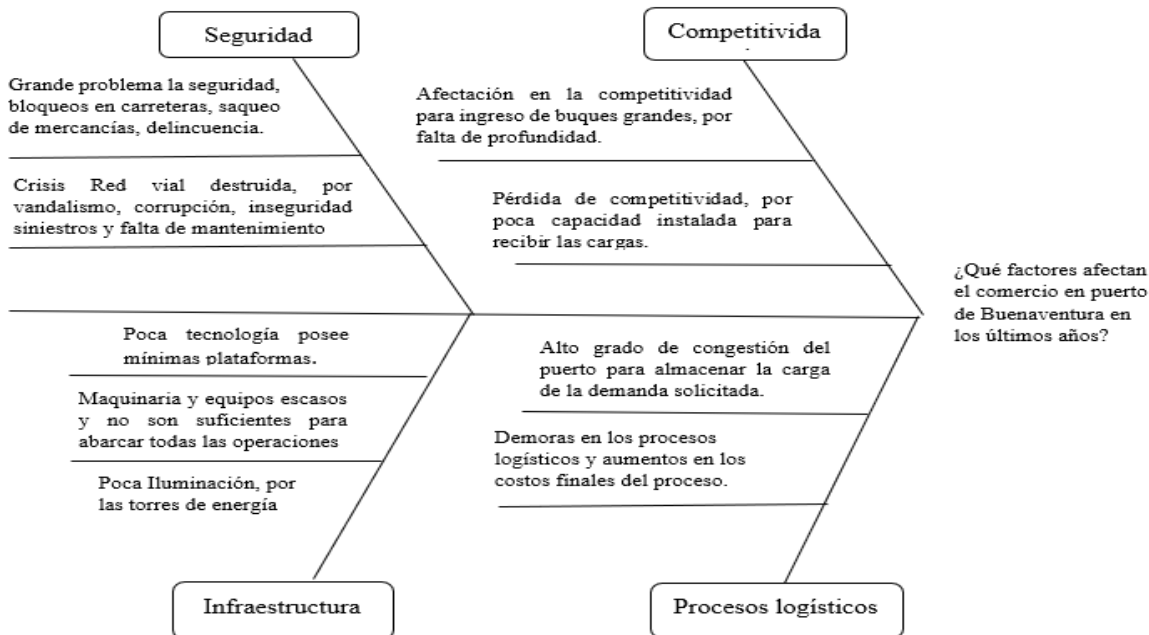 Seguridad
Competitivida
Grande problema la seguridad,
bloqueos en carreteras, saqueo
de mercancías, delincuencia.
Afectación en la competitividad
para ingreso de buques grandes, por
falta de profundidad.
Crisis Red vial destruida, por
vandalismo, corrupción, inseguridad
siniestros y falta de mantenimiento
Pérdida de competitividad, por
poca capacidad instalada para
recibir las cargas.
¿Qué factores afectan
el comercio en puerto
de Buenaventura en
los últimos años?
Poca tecnología posee
mínimas plataformas.
Alto grado de congestión del
puerto para almacenar la carga
de la demanda solicitada.
Maquinaria y equipos escasos
y no son suficientes para
abarcar todas las operaciones
Demoras en los procesos
logísticos y aumentos en los
costos finales del proceso.
Poca Iluminación, por
las torres de energía
Infraestructura
Procesos logísticos